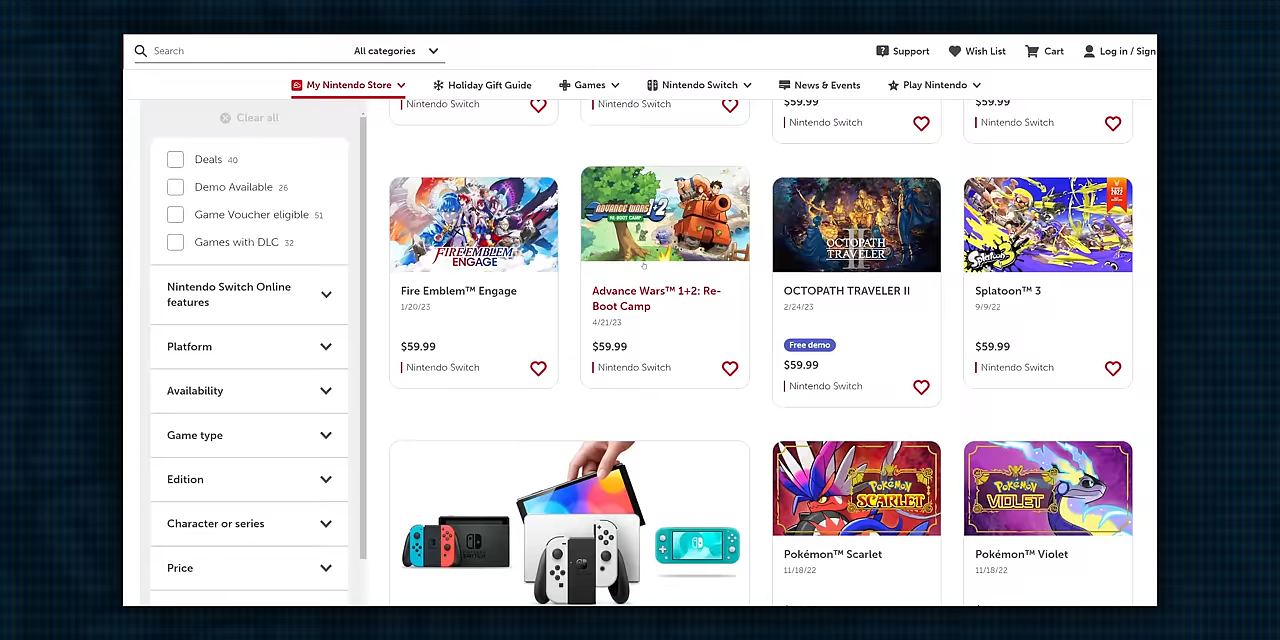 Search
All categories
Support
Wish List
Cart
Log in / Sign
My Nintendo Store
Holiday Gift Guide
Games
Nintendo Switch
News & Events
Play Nintendo
Clear all
Deals 40
Demo Available 26
Game Voucher eligible 51
Games with DLC 32
Nintendo Switch Online
features
Platform
Availability
Game type
Edition
Character or series
Price
Nintendo Switch
Nintendo Switch
$59.99
Nintendo Switch
$59.99
Nintendo Switch
FIRE EMBLEM
ENGAGE
Fire Emblem™ Engage
1/20/23
$59.99
Nintendo Switch
ADVANCE WARS 1+2
RE-BOOT CAMP
Advance Wars™ 1+2: Re-
Boot Camp
4/21/23
$59.99
Nintendo Switch
OCTOPATH
TRAVELER
II
OCTOPATH TRAVELER II
2/24/23
Free demo
$59.99
Nintendo Switch
Splatoon 3
Splatoon™ 3
9/9/22
$59.99
Nintendo Switch
POKÉMON
SCARLET
Pokémon™ Scarlet
11/18/22
POKÉMON
VIOLET
Pokémon™ Violet
11/18/22